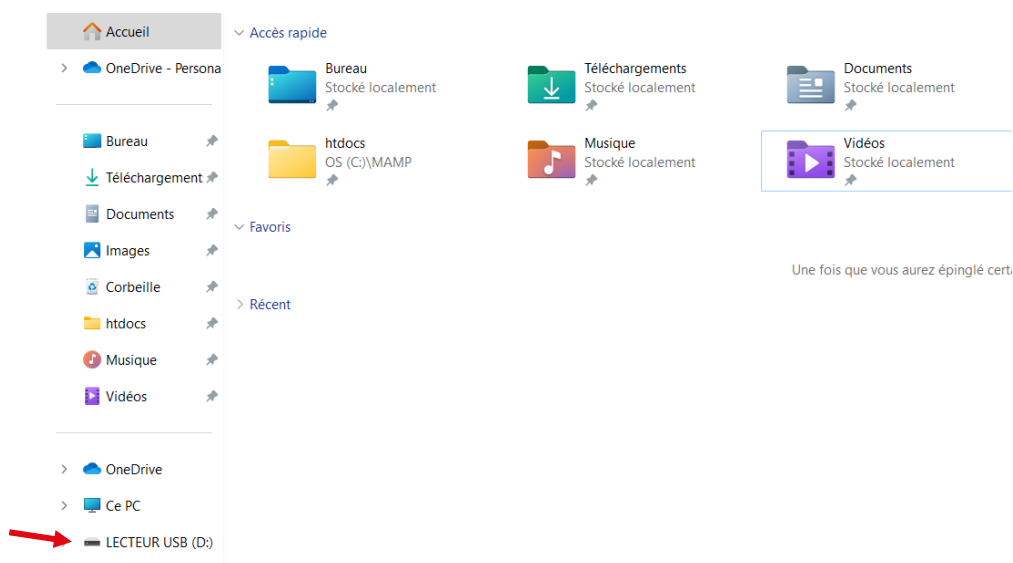 Accueil
OneDrive - Persona
Bureau
Téléchargement
Documents
Images
Corbeille
htdocs
Musique
Vidéos
OneDrive
Ce PC
LECTEUR USB (D:)
Accès rapide
Bureau
Stocké localement
Téléchargements
Stocké localement
Documents
Stocké localement
htdocs
OS (C:)\MAMP
Musique
Stocké localement
Vidéos
Stocké localement
Favoris
Une fois que vous aurez épinglé certa
Récent